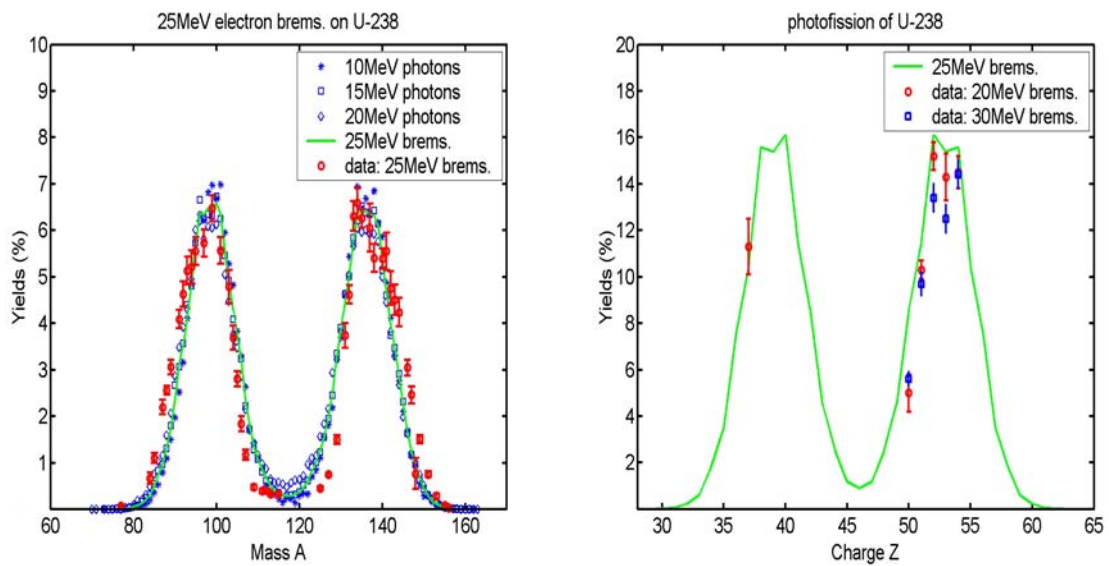 25MeV electron brems. on U-238
10
9
8
7
6
5
4
3
2
1
60
80
100
120
140
160
Yields (%)
Mass A
10MeV photons
15MeV photons
20MeV photons
25MeV brems.
data: 25MeV brems.
photofission of U-238
20
18
16
14
12
10
8
6
4
2
30
35
40
45
50
55
60
65
Yields (%)
Charge Z
25MeV brems.
data: 20MeV brems.
data: 30MeV brems.